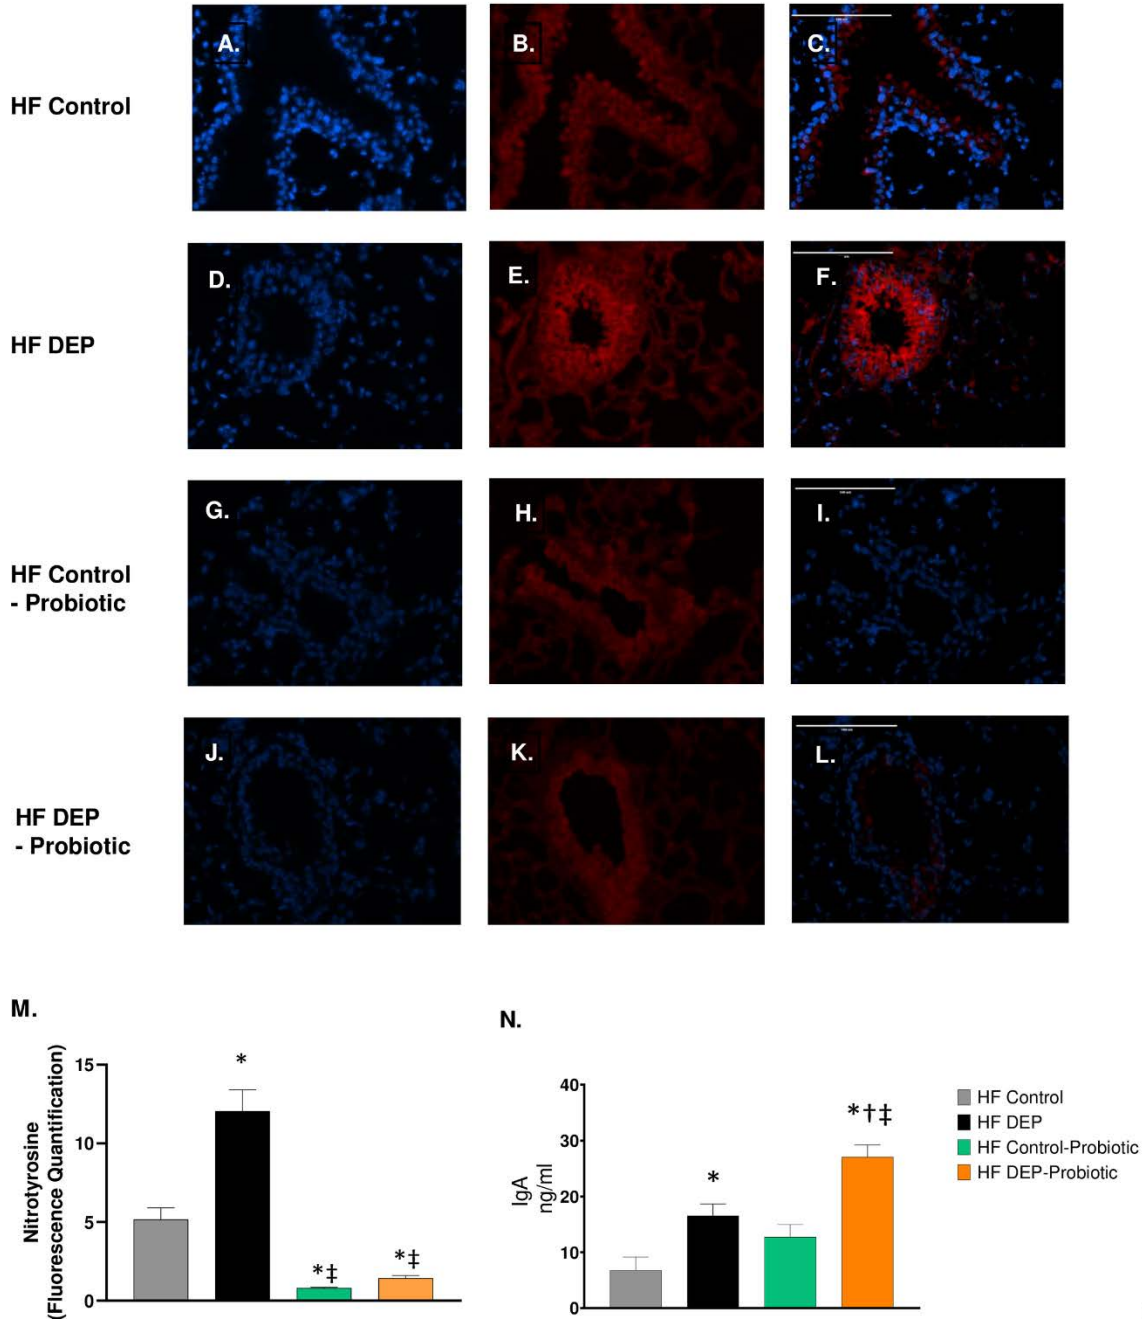 A.
B.
C.
HF Control
D.
E.
F.
HF DEP
G.
H.
I.
HF Control
- Probiotic
J.
K.
L.
HF DEP
- Probiotic
M.
Nitrotyrosine
(Fluorescence Quantification)
15
10
5
0
*
*‡
*‡
N.
IgA
ng/ml
40
30
20
10
0
*
*†‡
HF Control
HF DEP
HF Control-Probiotic
HF DEP-Probiotic